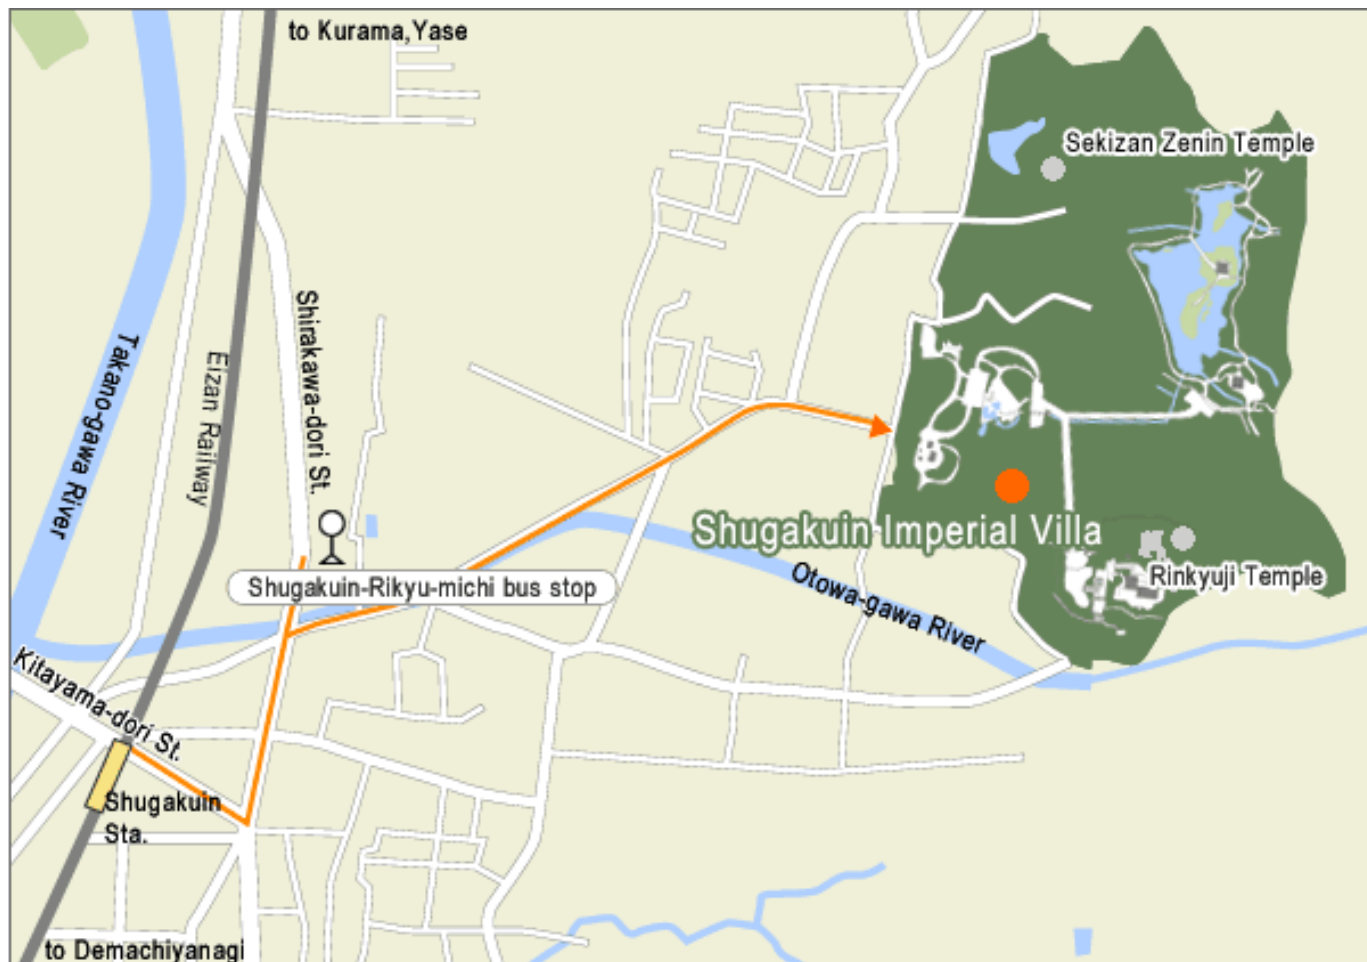 to Kurama,Yase
Sekizan Zenin Temple
Shirakawa-dori St.
Takano-gawa River
Eizan Railway
Shugakuin Imperial Villa
Shugakuin-Rikyu-michi bus stop
Otowa-gawa River
Rinkyuji Temple
Kitayama-dori St.
Shugakuin
Sta.
to Demachiyanagi